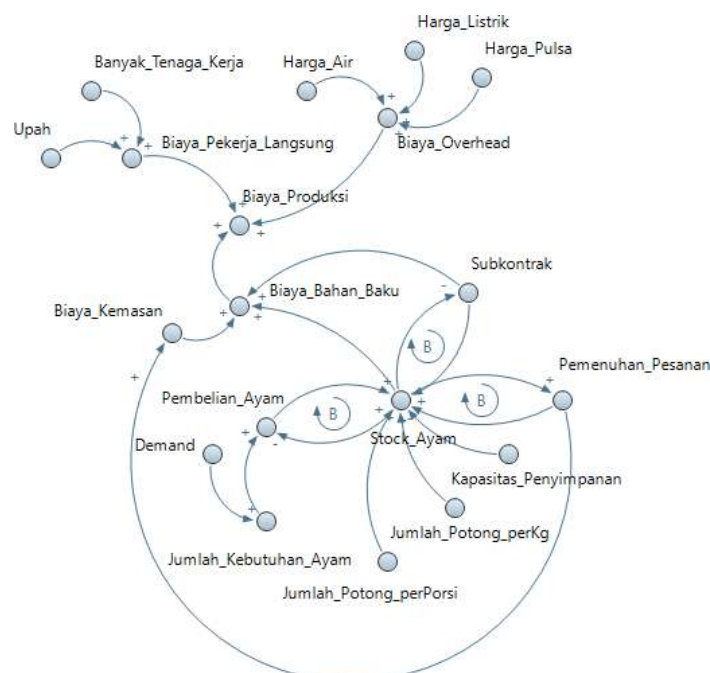 Harga_Listrik
Harga_Pulsa
Banyak_Tenaga_Kerja
Harga_Air
Upah
Biaya_Pekerja_Langsung
Biaya_Overhead
Biaya_Produksi
Subkontrak
Biaya_Bahan_Baku
Biaya_Kemasan
B
Pemenuhan_Pesanan
Pembelian_Ayam
B
B
Demand
Stock_Ayam
Kapasitas_Penyimpanan
Jumlah_Potong_perKg
Jumlah_Kebutuhan_Ayam
Jumlah_Potong_perPorsi